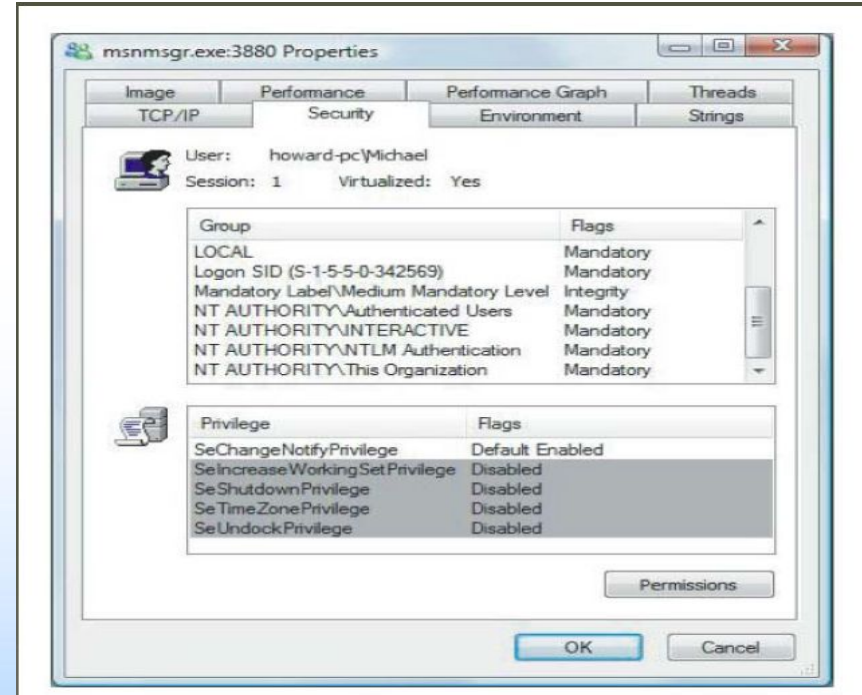 msnmsgr.exe:3880 Properties
Image Performance Performance Graph Threads
TCP/IP Security Environment Strings
User: howard-pc\Michael
Session: 1 Virtualized: Yes
Group Flags
LOCAL Mandatory
Logon SID (S-1-5-5-0-342569) Mandatory
Mandatory Label\Medium Mandatory Level Integrity
NT AUTHORITY\Authenticated Users Mandatory
NT AUTHORITY\INTERACTIVE Mandatory
NT AUTHORITY\NTLM Authentication Mandatory
NT AUTHORITY\This Organization Mandatory
Privilege Flags
SeChangeNotifyPrivilege Default Enabled
SeIncreaseWorkingSetPrivilege Disabled
SeShutdownPrivilege Disabled
SeTimeZonePrivilege Disabled
SeUndockPrivilege Disabled
Permissions
OK Cancel